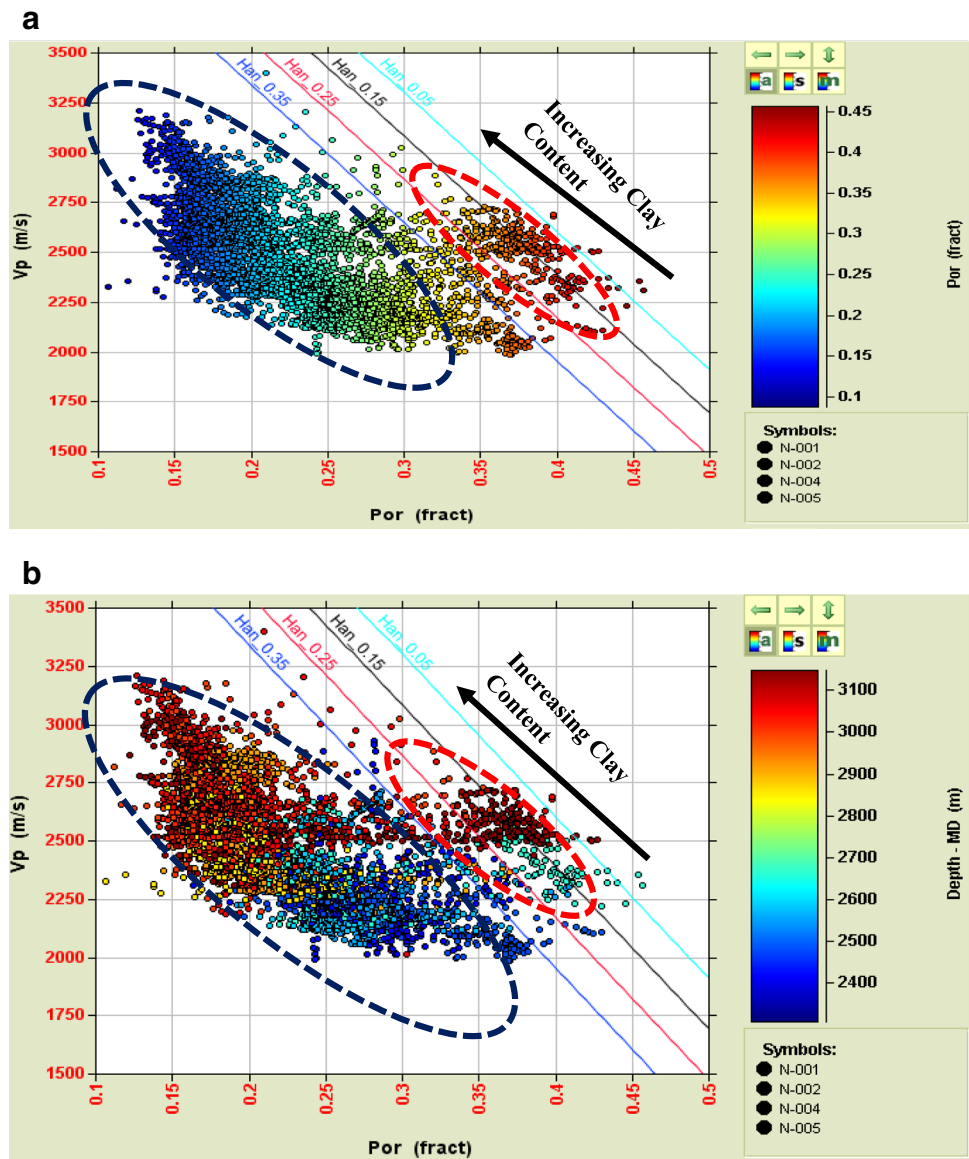 a
3500
3250
3000
2750
2500
2250
2000
1750
1500
Vp (m/s)
0.1
0.15
0.2
0.25
0.3
0.35
0.4
0.45
0.5
Por (fract)
Han_0.35
Han_0.25
Han_0.15
Han_0.05
Increasing Clay
Content
a s m
0.45
0.4
0.35
0.3
0.25
0.2
0.15
0.1
Por (fract)
Symbols:
N-001
N-002
N-004
N-005
b
3500
3250
3000
2750
2500
2250
2000
1750
1500
Vp (m/s)
0.1
0.15
0.2
0.25
0.3
0.35
0.4
0.45
0.5
Por (fract)
Han_0.35
Han_0.25
Han_0.15
Han_0.05
Increasing Clay
Content
a s m
3100
3000
2900
2800
2700
2600
2500
2400
Depth - MD (m)
Symbols:
N-001
N-002
N-004
N-005